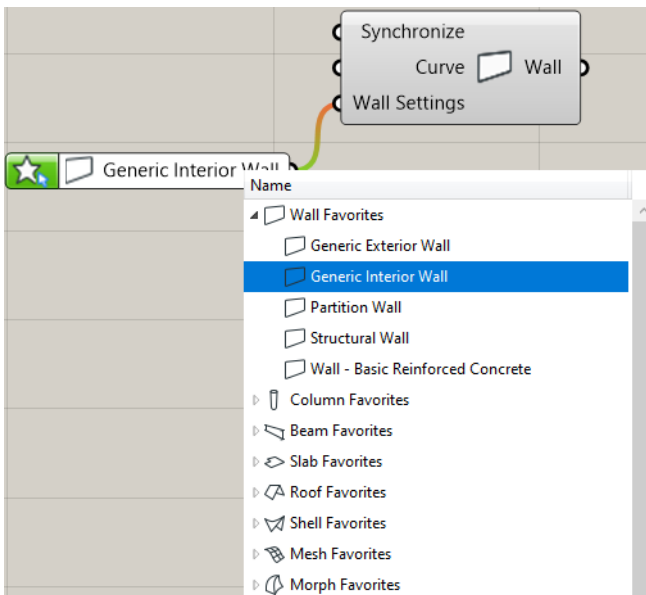 Synchronize
Curve Wall
Wall Settings
Generic Interior Wall
Name
Wall Favorites
Generic Exterior Wall
Generic Interior Wall
Partition Wall
Structural Wall
Wall - Basic Reinforced Concrete
Column Favorites
Beam Favorites
Slab Favorites
Roof Favorites
Shell Favorites
Mesh Favorites
Morph Favorites